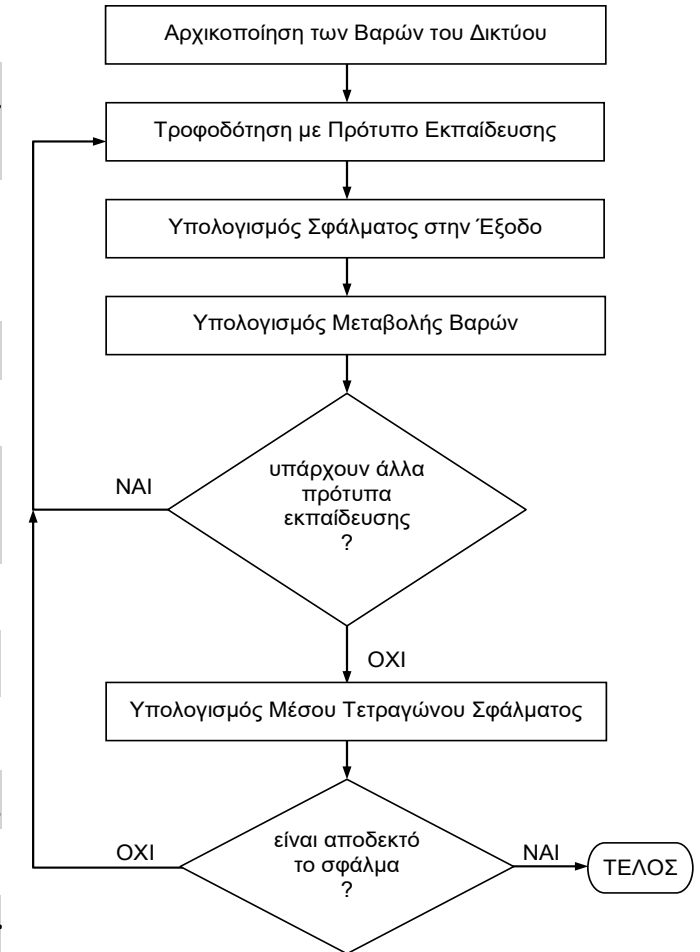 Αρχικοποίηση των Βαρών του Δικτύου
Τροφοδότηση με Πρότυπο Εκπαίδευσης
Υπολογισμός Σφάλματος στην Έξοδο
Υπολογισμός Μεταβολής Βαρών
υπάρχουν άλλα
πρότυπα
εκπαίδευσης
?
ΝΑΙ
ΟΧΙ
Υπολογισμός Μέσου Τετραγώνου Σφάλματος
είναι αποδεκτό
το σφάλμα
?
ΟΧΙ
ΝΑΙ
ΤΕΛΟΣ